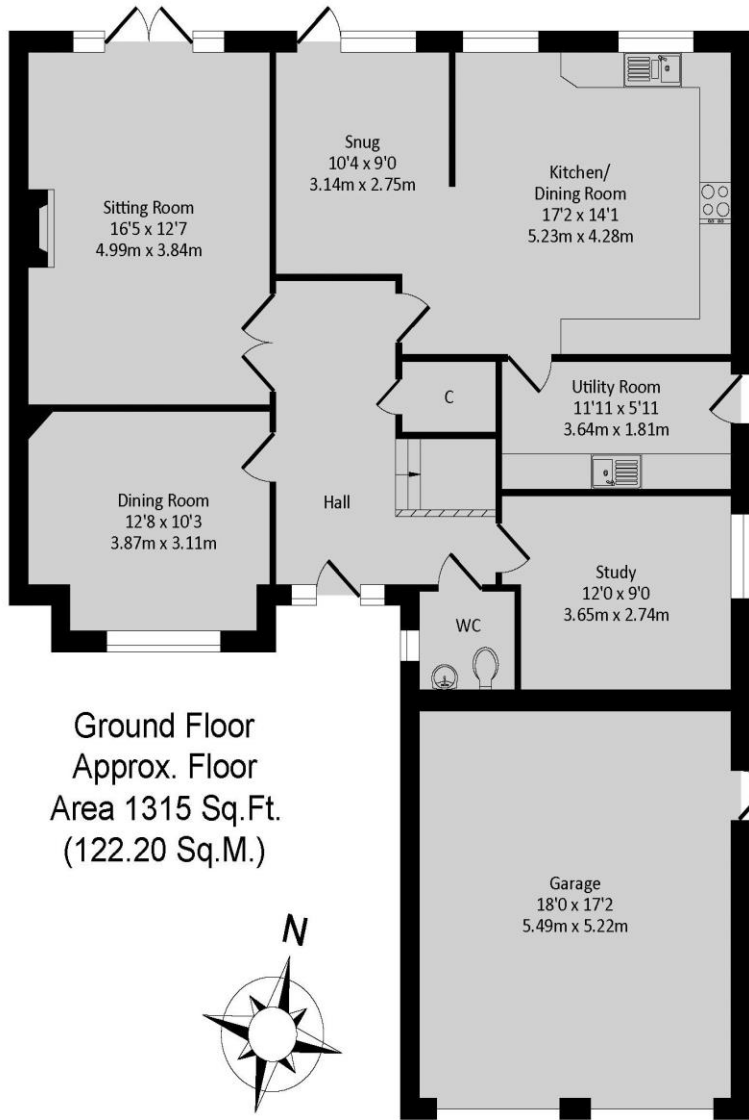 Snug
10'4 x 9'0
3.14m x 2.75m
Kitchen/
Dining Room
17'2 x 14'1
5.23m x 4.28m
Sitting Room
16'5 x 12'7
4.99m x 3.84m
C
Utility Room
11'11 x 5'11
3.64m x 1.81m
Dining Room
12'8 x 10'3
3.87m x 3.11m
Hall
Study
12'0 x 9'0
3.65m x 2.74m
WC
Ground Floor
Approx. Floor
Area 1315 Sq.Ft.
(122.20 Sq.M.)
Garage
18'0 x 17'2
5.49m x 5.22m
N